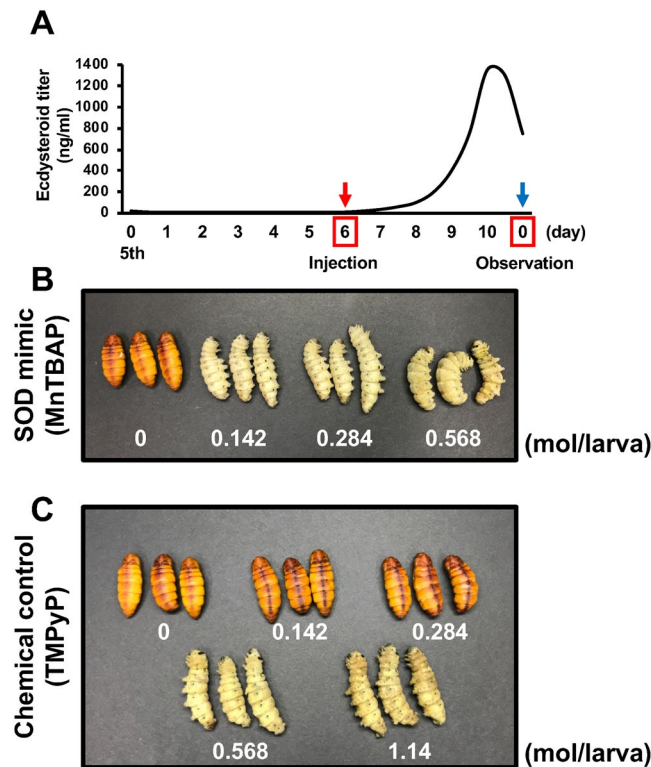 A
Ecdysteroid titer
(ng/ml)
1400
1200
1000
800
600
400
200
0
0 1 2 3 4 5 6 7 8 9 10 0 (day)
5th Injection Observation
B
SOD mimic
(MnTBAP)
0 0.142 0.284 0.568 (mol/larva)
C
Chemical control
(TMPyP)
0 0.142 0.284
0.568 1.14 (mol/larva)